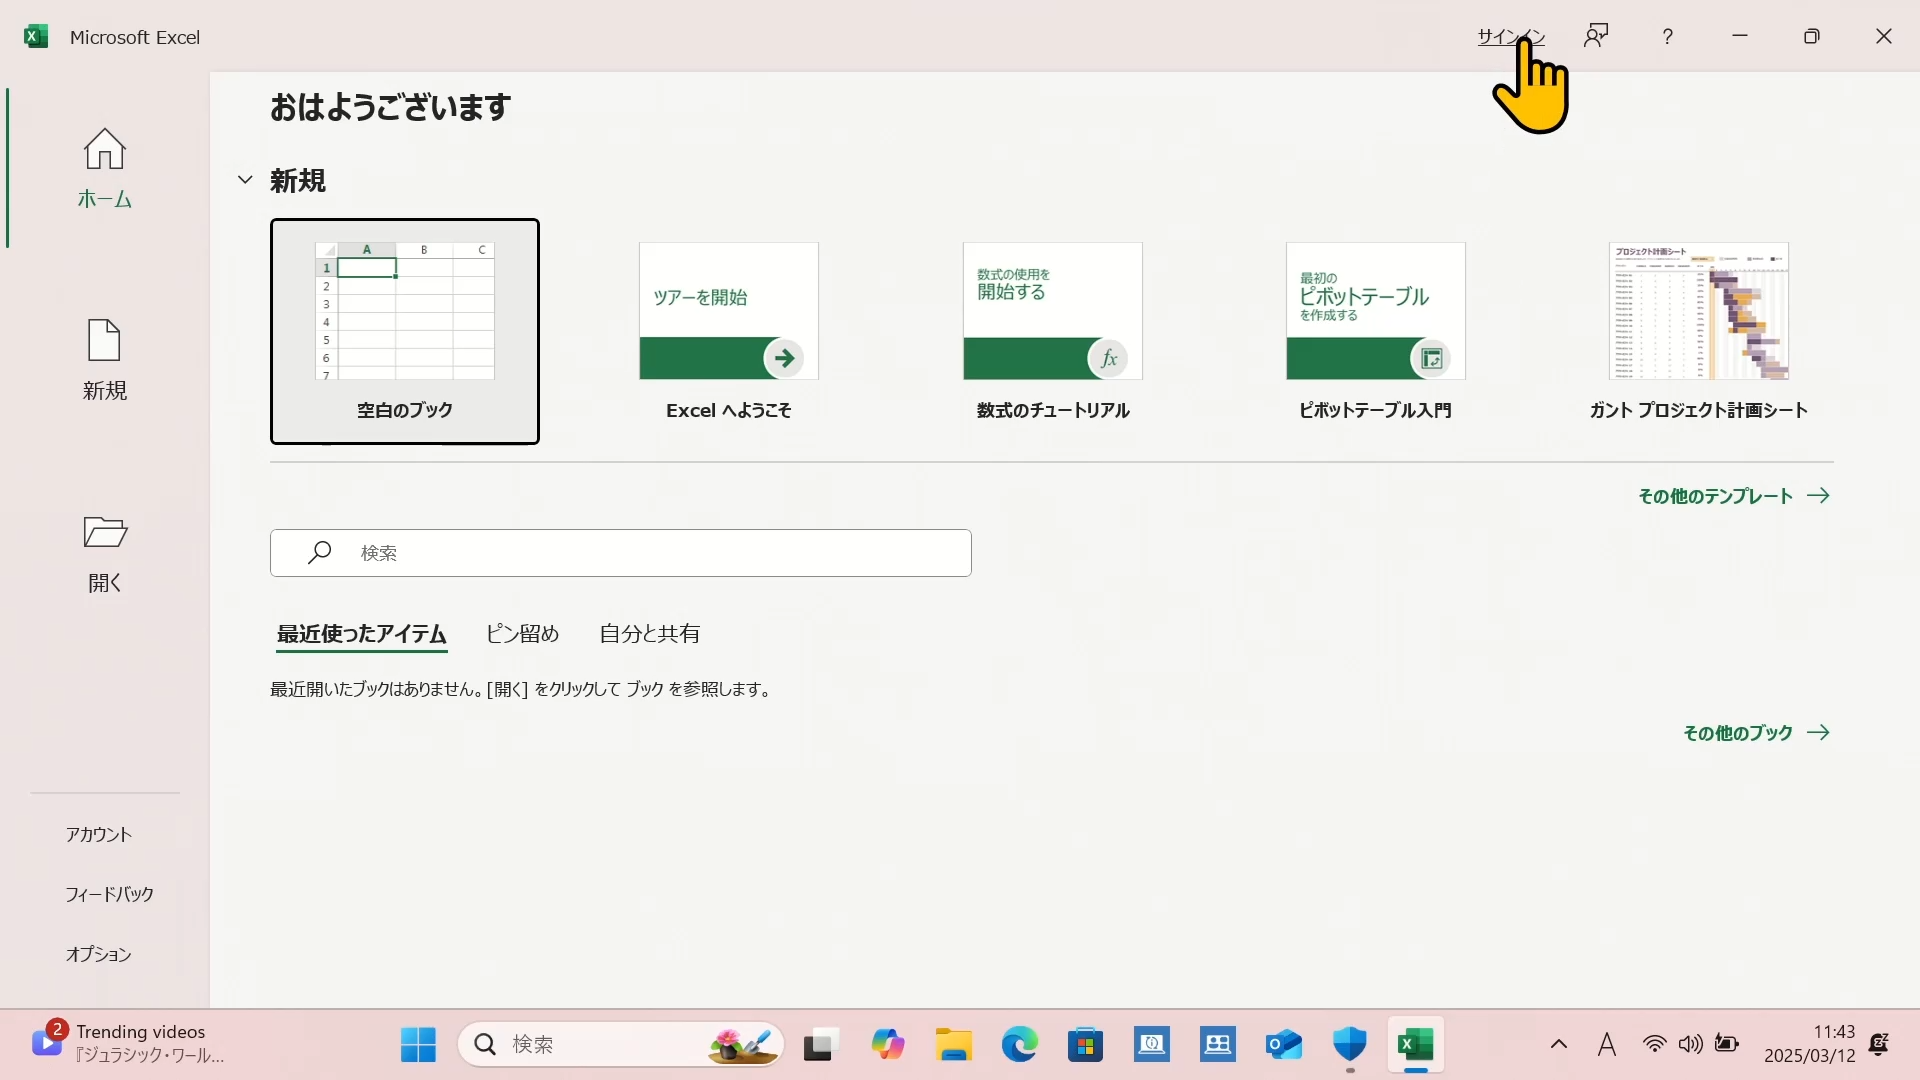 Microsoft Excel
サインイン
?
おはようございます
ホーム
新規
開く
アカウント
フィードバック
オプション
新規
A B C
1
2
3
4
5
6
7
空白のブック
ツアーを開始
Excel へようこそ
数式の使用を
開始する
fx
数式のチュートリアル
最初の
ピボットテーブル
を作成する
ピボットテーブル入門
プロジェクト計画シート
ガント プロジェクト計画シート
その他のテンプレート
検索
最近使ったアイテム ピン留め 自分と共有
最近開いたブックはありません。[開く] をクリックして ブック を参照します。
その他のブック
2
Trending videos
『ジュラシック・ワール...
検索
A
11:43
2025/03/12